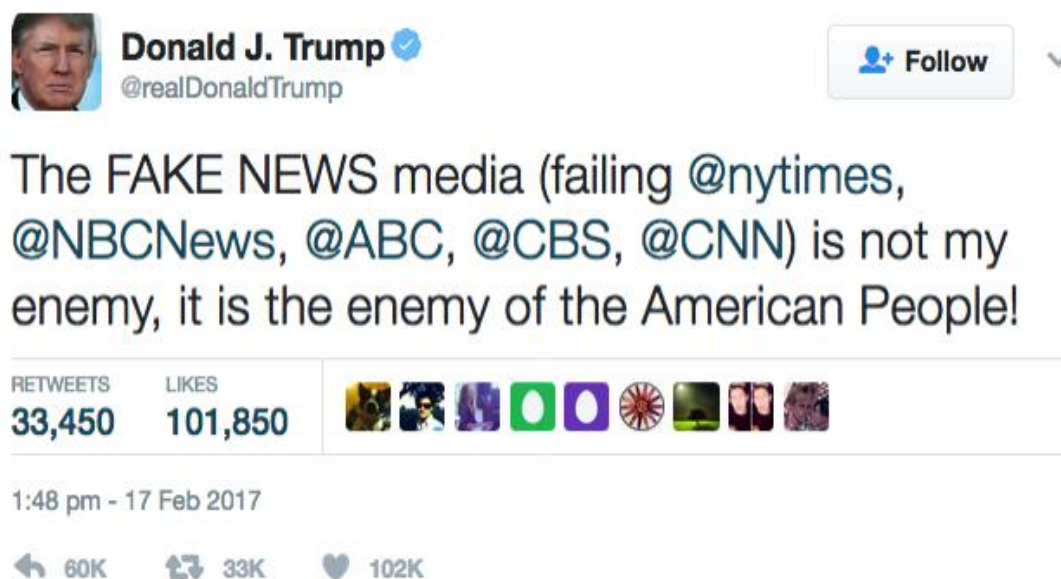 Donald J. Trump
@realDonaldTrump
Follow
The FAKE NEWS media (failing @nytimes,
@NBCNews, @ABC, @CBS, @CNN) is not my
enemy, it is the enemy of the American People!
RETWEETS LIKES
33,450 101,850
1:48 pm - 17 Feb 2017
60K 33K 102K